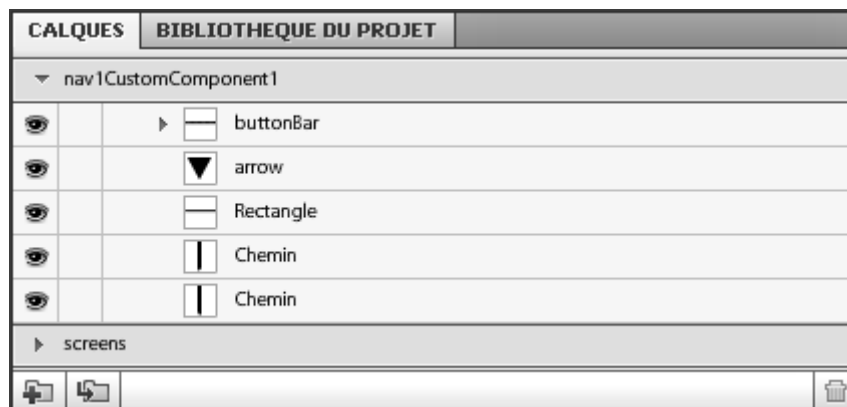 CALQUES BIBLIOTHEQUE DU PROJET
nav1CustomComponent1
buttonBar
arrow
Rectangle
Chemin
Chemin
screens